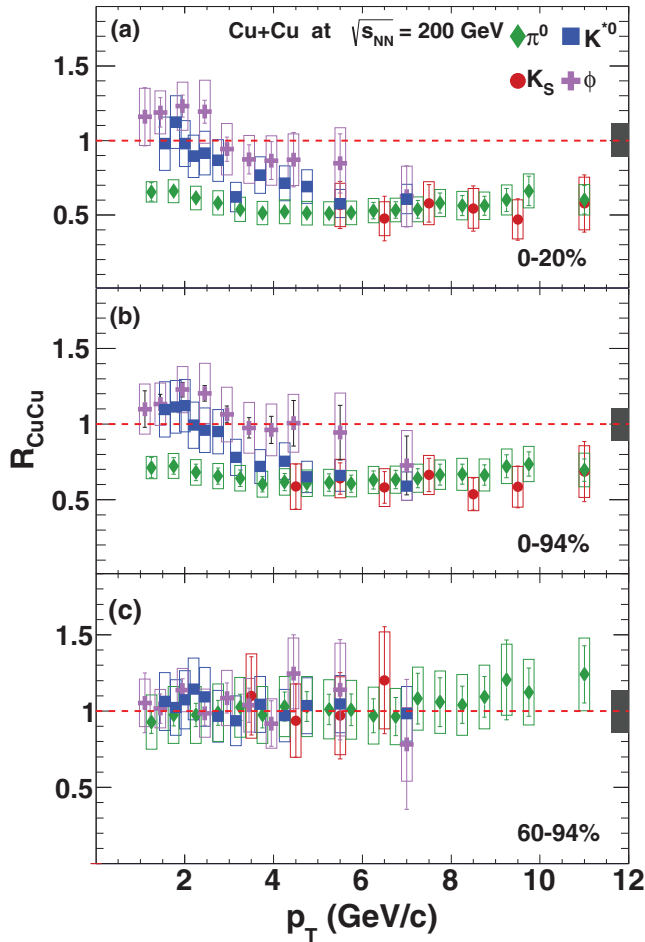 (a) Cu+Cu at √s_NN = 200 GeV π⁰ K*⁰
K_S φ
1.5
1
0.5
0-20%
(b)
1.5
1
0.5
0-94%
(c)
1.5
1
0.5
60-94%
R_CuCu
2 4 6 8 10 12
p_T (GeV/c)